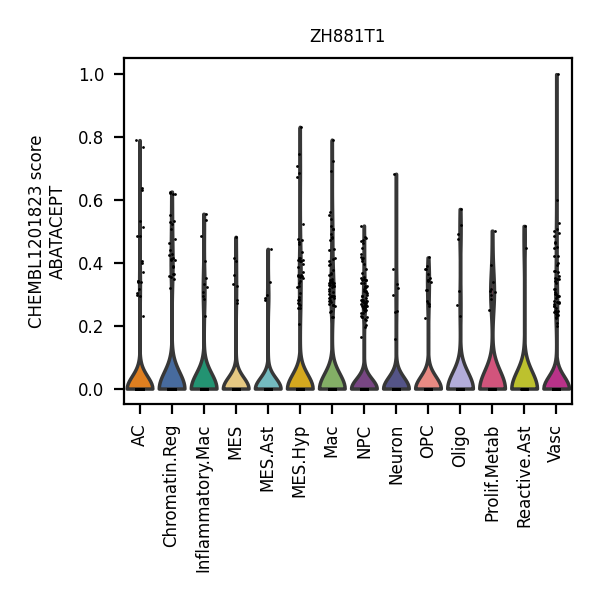 ZH881T1
CHEMBL1201823 score
ABATACEPT
1.0
0.8
0.6
0.4
0.2
0.0
AC
Chromatin.Reg
Inflammatory.Mac
MES
MES.Ast
MES.Hyp
Mac
NPC
Neuron
OPC
Oligo
Prolif.Metab
Reactive.Ast
Vasc